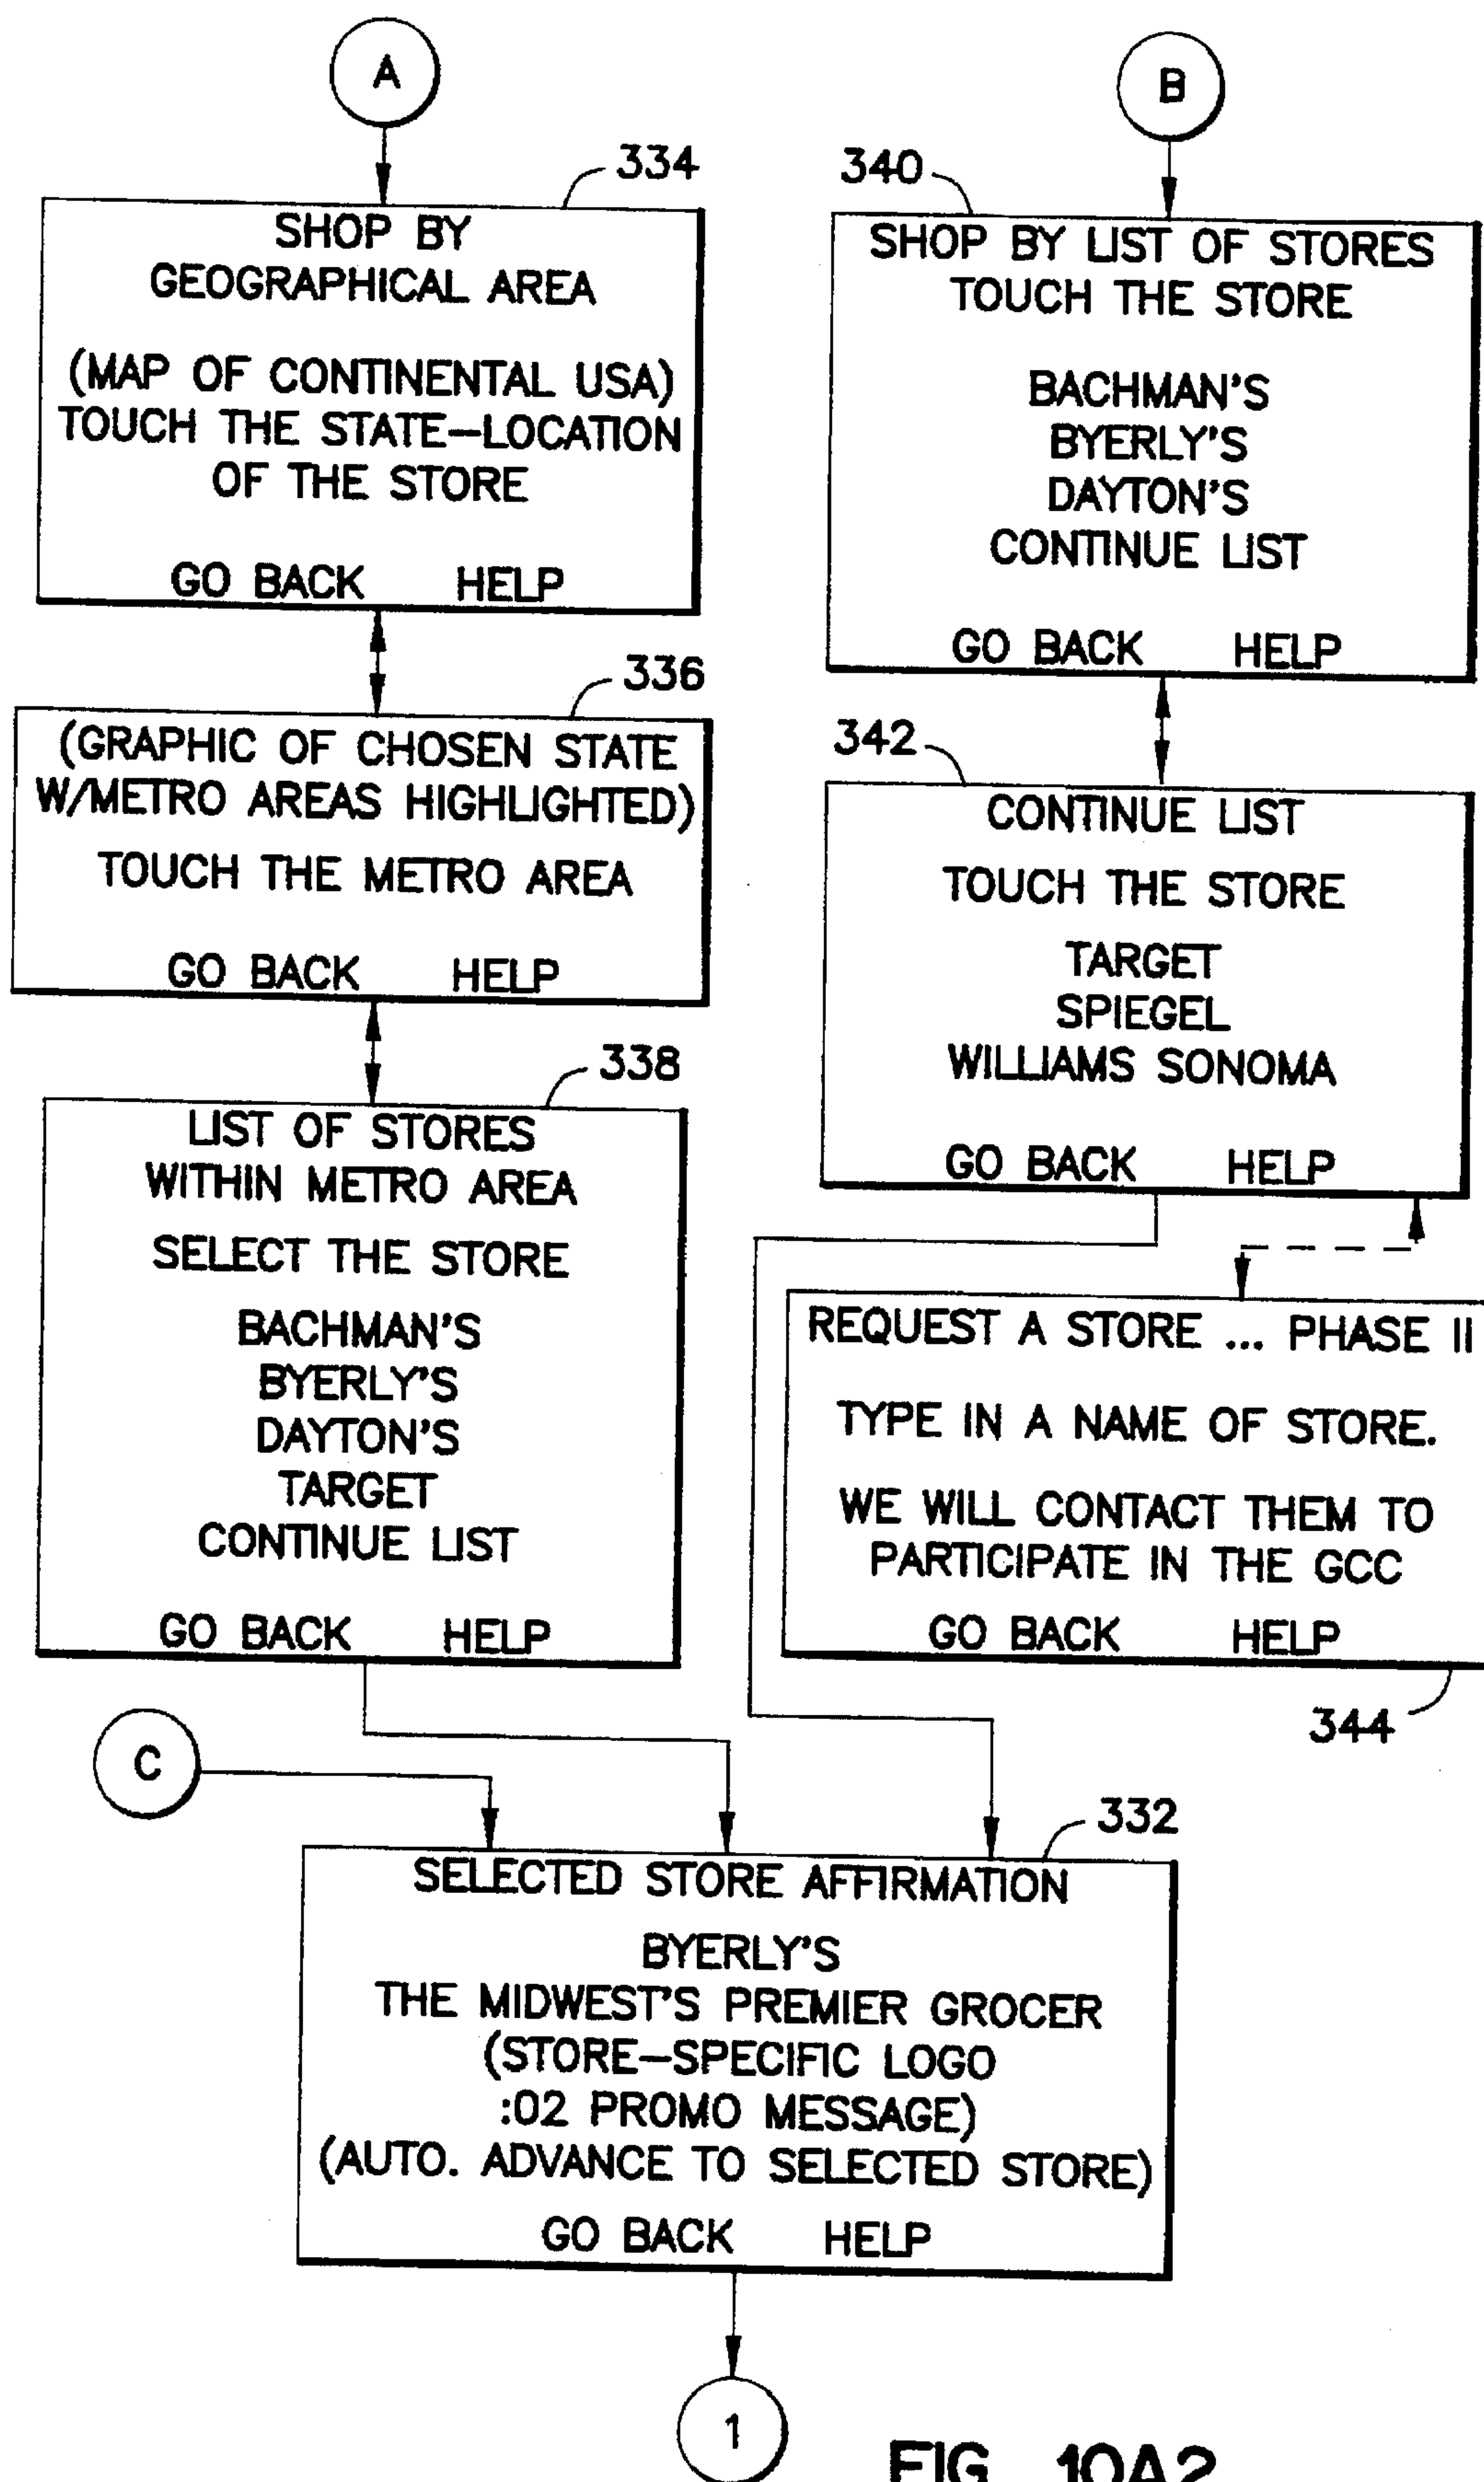 A
334
SHOP BY
GEOGRAPHICAL AREA
(MAP OF CONTINENTAL USA)
TOUCH THE STATE—LOCATION
OF THE STORE
GO BACK HELP
336
(GRAPHIC OF CHOSEN STATE
W/METRO AREAS HIGHLIGHTED)
TOUCH THE METRO AREA
GO BACK HELP
338
LIST OF STORES
WITHIN METRO AREA
SELECT THE STORE
BACHMAN'S
BYERLY'S
DAYTON'S
TARGET
CONTINUE LIST
GO BACK HELP
B
340
SHOP BY LIST OF STORES
TOUCH THE STORE
BACHMAN'S
BYERLY'S
DAYTON'S
CONTINUE LIST
GO BACK HELP
342
CONTINUE LIST
TOUCH THE STORE
TARGET
SPIEGEL
WILLIAMS SONOMA
GO BACK HELP
REQUEST A STORE ... PHASE II
TYPE IN A NAME OF STORE.
WE WILL CONTACT THEM TO
PARTICIPATE IN THE GCC
GO BACK HELP
344
C
332
SELECTED STORE AFFIRMATION
BYERLY'S
THE MIDWEST'S PREMIER GROCER
(STORE—SPECIFIC LOGO
:02 PROMO MESSAGE)
(AUTO. ADVANCE TO SELECTED STORE)
GO BACK HELP
1
FIG. 10A2